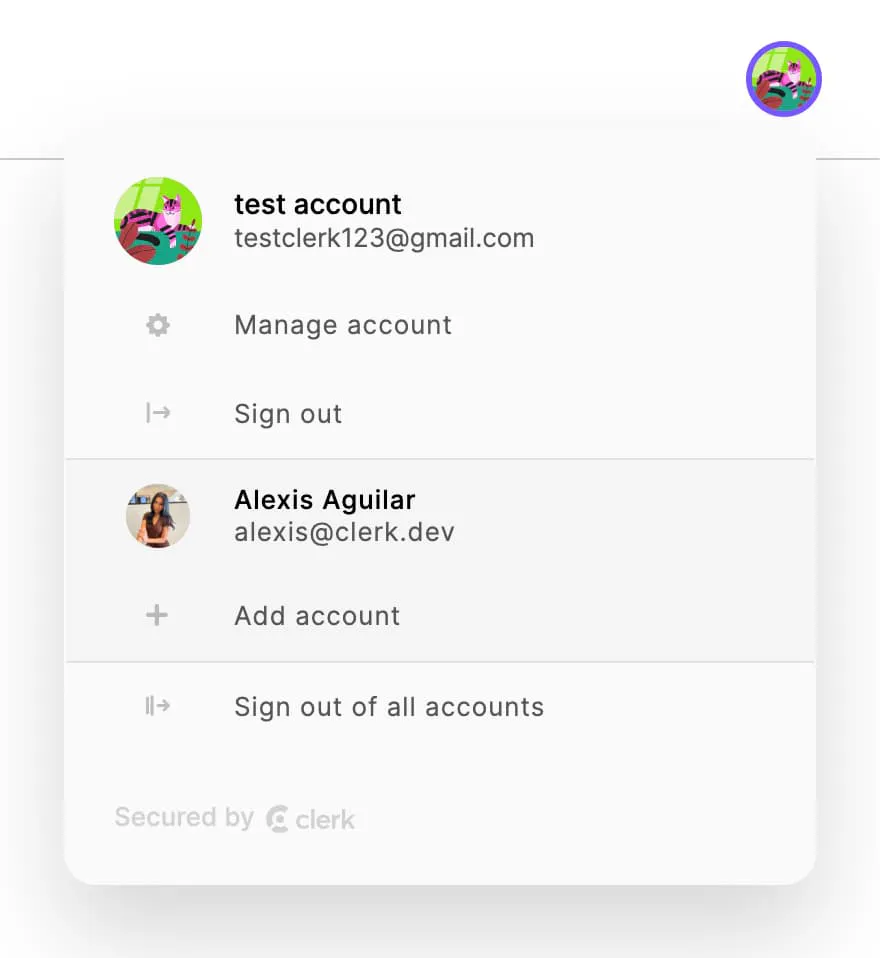 test account
testclerk123@gmail.com
Manage account
Sign out
Alexis Aguilar
alexis@clerk.dev
Add account
Sign out of all accounts
Secured by clerk